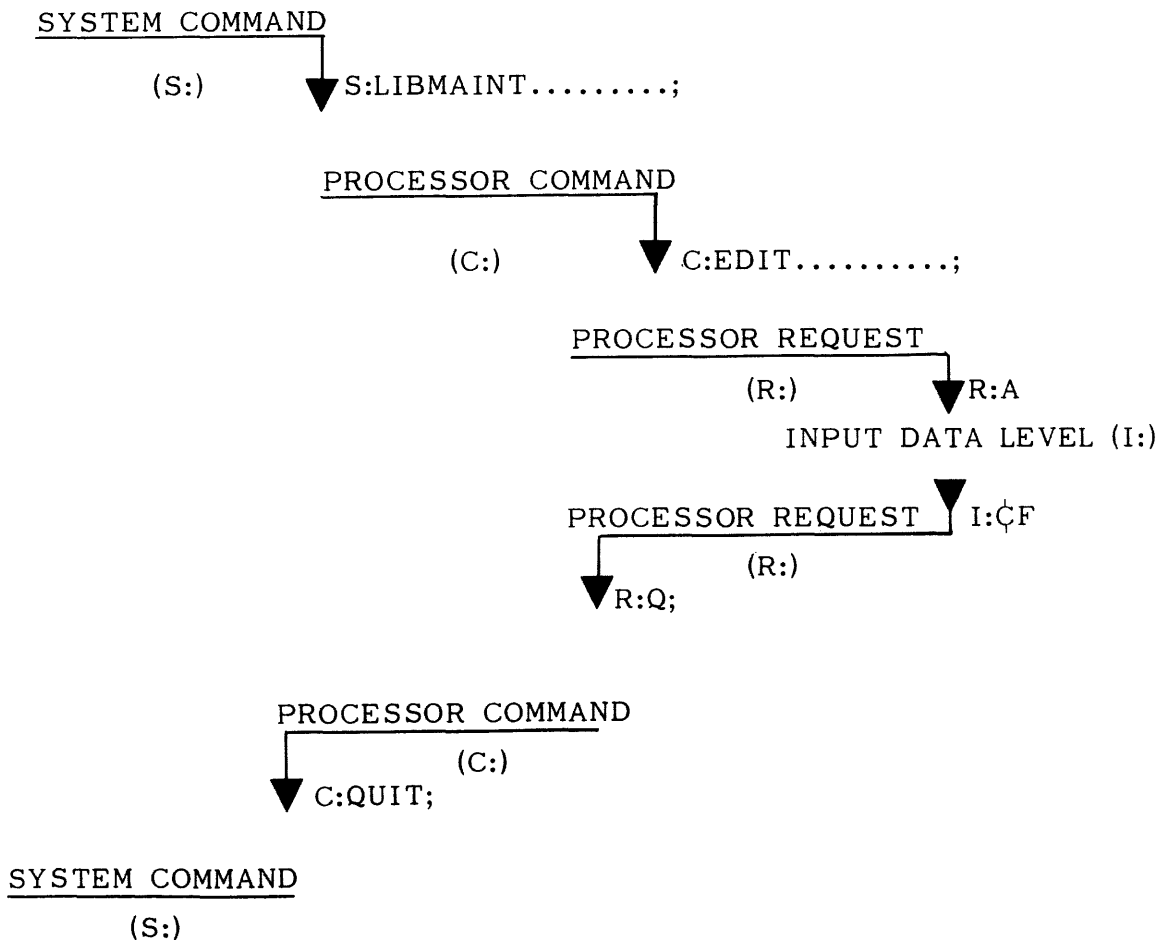 SYSTEM COMMAND
(S:)
S:LIBMAINT.........;
PROCESSOR COMMAND
(C:)
C:EDIT..........;
PROCESSOR REQUEST
(R:)
R:A
INPUT DATA LEVEL (I:)
I:¢F
PROCESSOR REQUEST
(R:)
R:Q;
PROCESSOR COMMAND
(C:)
C:QUIT;
SYSTEM COMMAND
(S:)